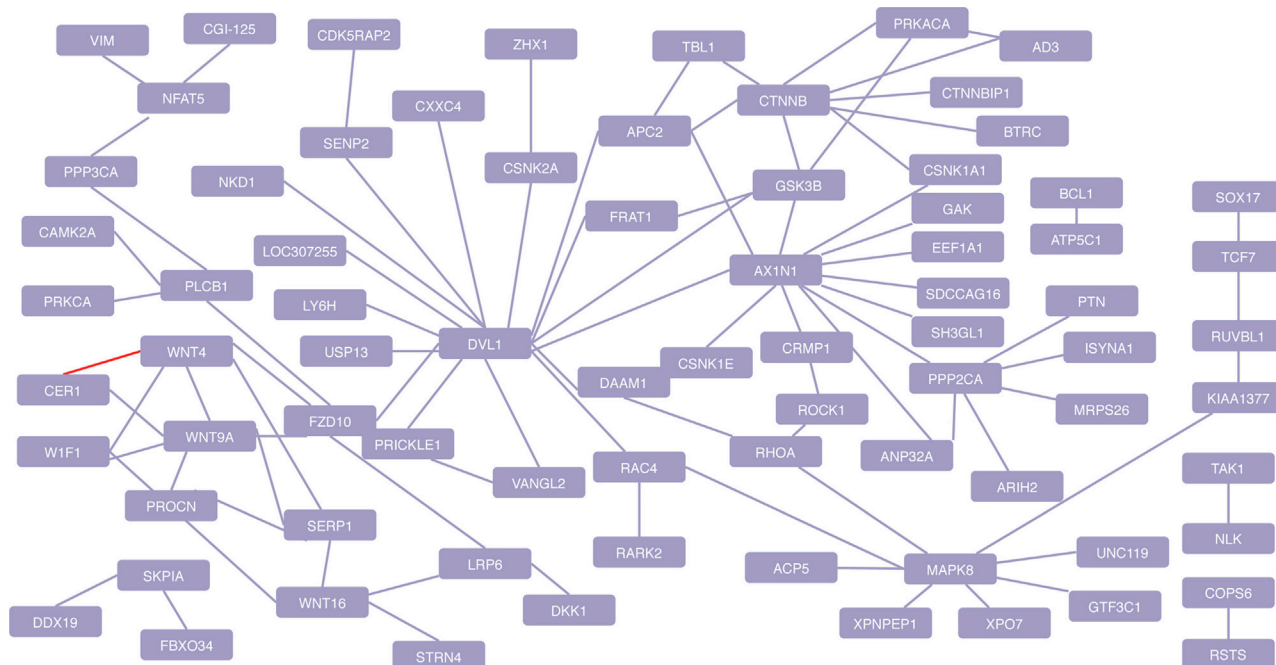 VIM
CGI-125
CDK5RAP2
ZHX1
TBL1
PRKACA
AD3
NFAT5
CXXC4
CTNNB
CTNNBIP1
SENP2
APC2
BTRC
PPP3CA
NKD1
CSNK2A
GSK3B
CSNK1A1
BCL1
SOX17
CAMK2A
FRAT1
GAK
LOC307255
EEF1A1
ATP5C1
TCF7
PRKCA
PLCB1
AX1N1
SDCCAG16
PTN
LY6H
SH3GL1
RUVBL1
WNT4
USP13
DVL1
CRMP1
ISYNA1
CSNK1E
CER1
DAAM1
PPP2CA
KIAA1377
FZD10
ROCK1
MRPS26
WNT9A
PRICKLE1
W1F1
RHOA
ANP32A
RAC4
TAK1
VANGL2
ARIH2
PROCN
SERP1
NLK
RARK2
UNC119
LRP6
ACP5
MAPK8
SKPIA
COPS6
WNT16
DKK1
GTF3C1
DDX19
XPNPEP1
XPO7
FBXO34
STRN4
RSTS